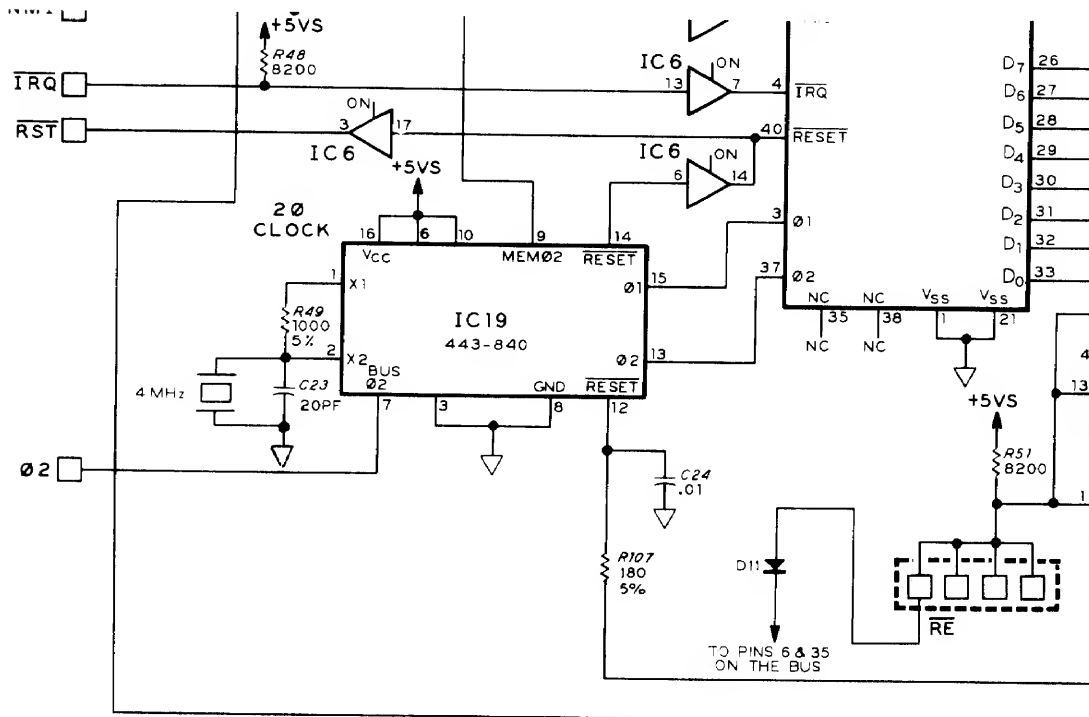 +5VS
R48
8200
IRQ
IC6
ON
13
7
4
IRQ
D7 26
D6 27
D5 28
D4 29
D3 30
D2 31
D1 32
D0 33
RST
3
ON
17
IC6
IC6
ON
6
14
40
RESET
+5VS
2Ø
CLOCK
16
6
10
9
14
VCC
MEMØ2
RESET
3
Ø1
37
Ø2
NC
35
NC
NC
38
NC
VSS
1
VSS
21
1
X1
15
Ø1
R49
1000
5%
IC19
443-840
2
X2
13
Ø2
BUS
Ø2
GND
RESET
7
3
8
12
4 MHz
C23
20PF
Ø2
C24
.01
R107
180
5%
D11
TO PINS 6 & 35
ON THE BUS
+5VS
R51
8200
4
13
1
RE